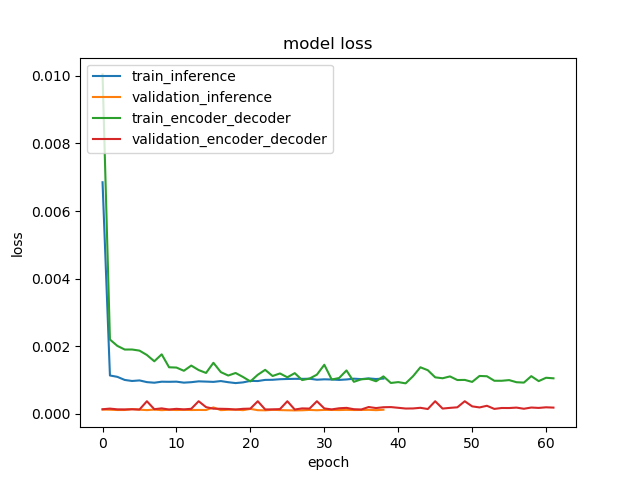 model loss
train_inference
validation_inference
train_encoder_decoder
validation_encoder_decoder
0.010
0.008
0.006
0.004
0.002
0.000
loss
0 10 20 30 40 50 60
epoch